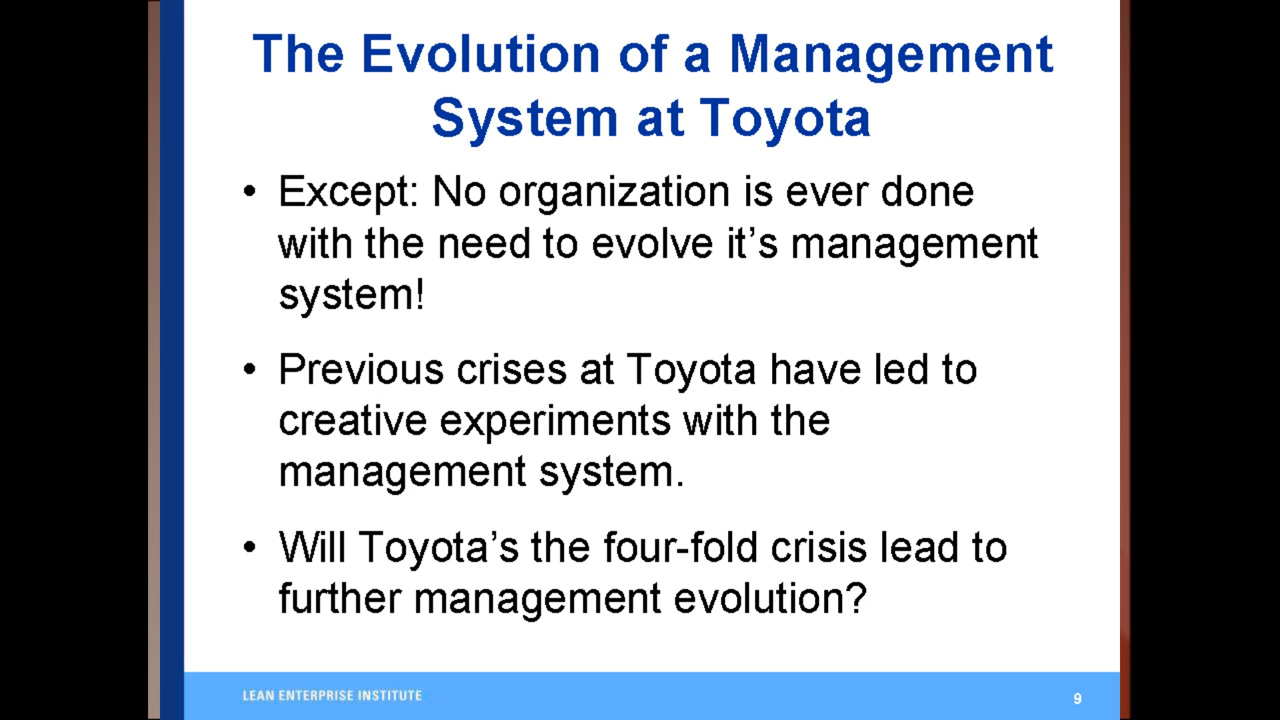 The Evolution of a Management
System at Toyota
• Except: No organization is ever done
with the need to evolve it’s management
system!
• Previous crises at Toyota have led to
creative experiments with the
management system.
• Will Toyota’s the four-fold crisis lead to
further management evolution?
LEAN ENTERPRISE INSTITUTE
9